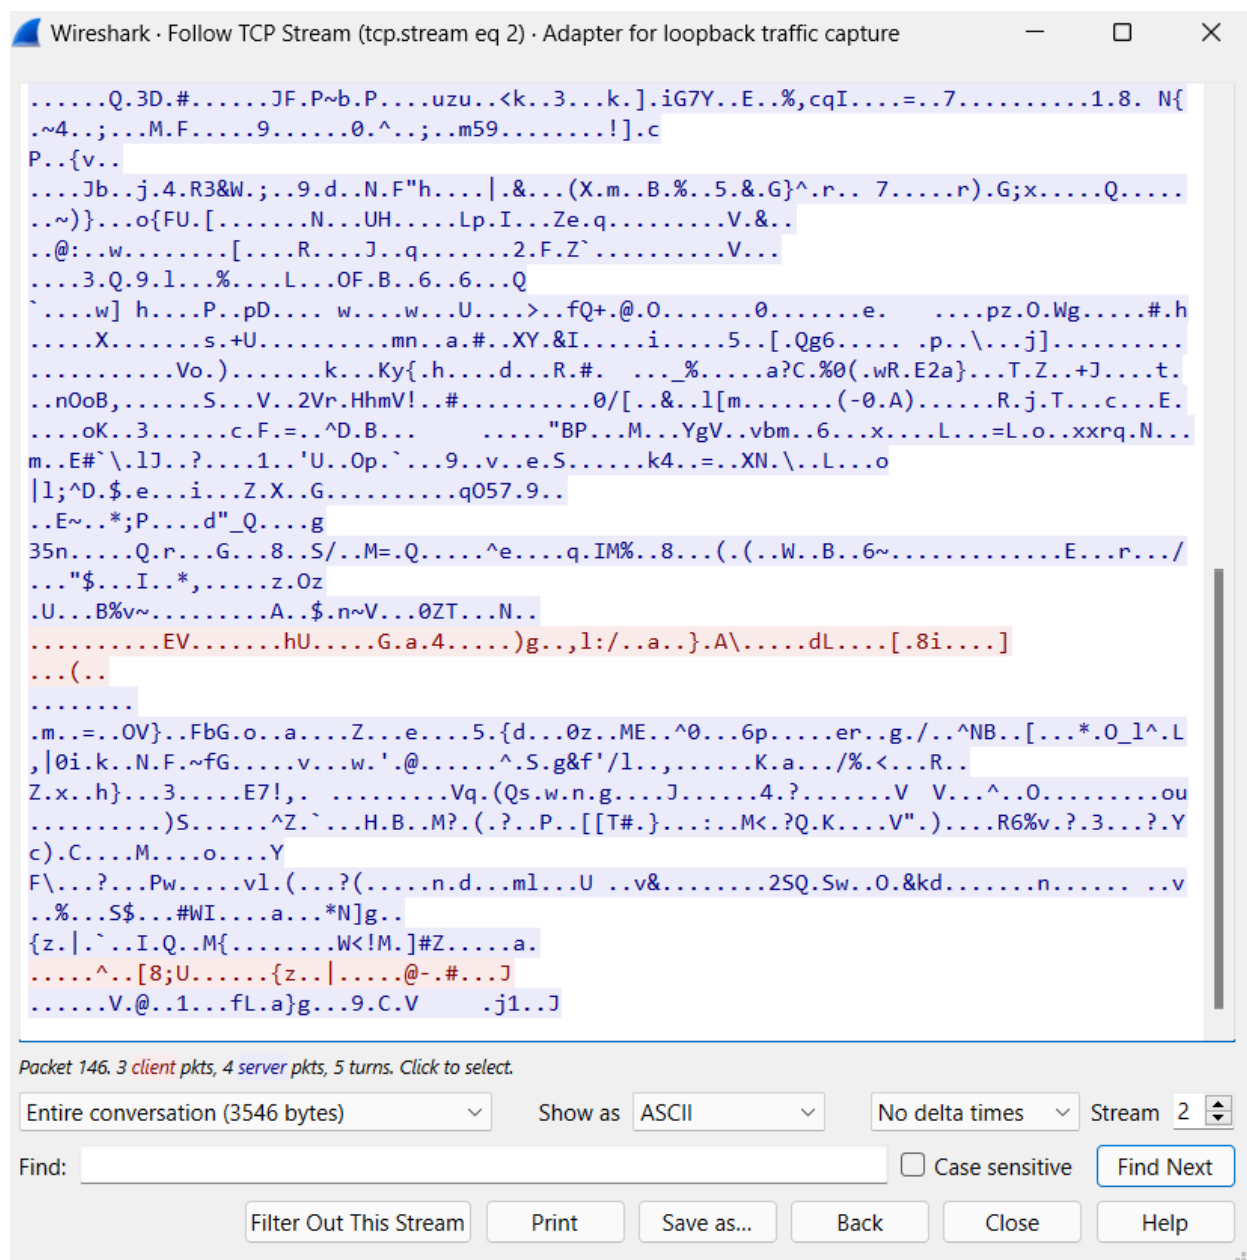 Wireshark · Follow TCP Stream (tcp.stream eq 2) · Adapter for loopback traffic capture
......Q.3D.#......JF.P~b.P....uzu..<k..3...k.].iG7Y..E..%,cqI....=..7..........1.8. N{
.~4..;...M.F.....9......0.^..;..m59........!].c
P..{v..
....Jb..j.4.R3&W.;..9.d..N.F"h....|.&...(X.m..B.%..5.&.G}^.r.. 7.....r).G;x.....Q.....
..~)}...o{FU.[.......N...UH.....Lp.I...Ze.q.........V.&..
..@:..w........[....R....J..q.......2.F.Z`..........V...
....3.Q.9.l...%....L...OF.B..6..6...Q
`....w] h....P..pD.... w....w...U....>..fQ+.@.O.......0.......e.   ....pz.O.Wg.....#.h
.....X.......s.+U..........mn..a.#..XY.&I.....i.....5..[.Qg6..... .p..\...j]..........
...........Vo.).......k...Ky{.h....d...R.#.  ..._%.....a?C.%0(.wR.E2a}...T.Z..+J....t.
..nOoB,......S...V..2Vr.HhmV!..#..........0/[..&..l[m.......(-0.A)......R.j.T...c...E.
....oK..3......c.F.=..^D.B...     ....."BP...M...YgV..vbm..6...x....L...=L.o..xxrq.N...
m..E#`\.lJ..?....1..'U..Op.`...9..v..e.S......k4..=..XN.\..L...o
|l;^D.$.e...i...Z.X..G..........qO57.9..
..E~..*;P....d"_Q....g
35n.....Q.r...G...8..S/..M=.Q.....^e....q.IM%..8...(.(..W..B..6~.............E...r.../
..."$...I..*,.....z.Oz
.U...B%v~.........A..$.n~V...0ZT...N..
..........EV.......hU.....G.a.4.....)g..,l:/..a..}.A\.....dL....[.8i....]
...(..
........
.m..=..OV}..FbG.o..a....Z...e....5.{d...0z..ME..^0...6p.....er..g./..^NB..[...*.O_l^.L
,|0i.k..N.F.~fG.....v...w.'.@......^.S.g&f'/l..,......K.a.../%.<...R..
Z.x..h}...3.....E7!,. .........Vq.(Qs.w.n.g....J......4.?.......V V...^..O.........ou
..........)S......^Z.`...H.B..M?.(.?..P..[[T#.}...:..M<.?Q.K....V".)....R6%v.?.3...?.Y
c).C....M....o....Y
F\...?...Pw.....vl.(...?(.....n.d...ml...U ..v&........2SQ.Sw..O.&kd.......n...... ..v
..%...S$...#WI....a...*N]g..
{z.|.`..I.Q..M{........W<!M.]#Z.....a.
.....^..[8;U......{z..|.....@-.#...J
......V.@..1...fL.a}g...9.C.V     .j1..J
Packet 146. 3 client pkts, 4 server pkts, 5 turns. Click to select.
Entire conversation (3546 bytes) Show as ASCII No delta times Stream 2
Find: Case sensitive Find Next
Filter Out This Stream Print Save as... Back Close Help